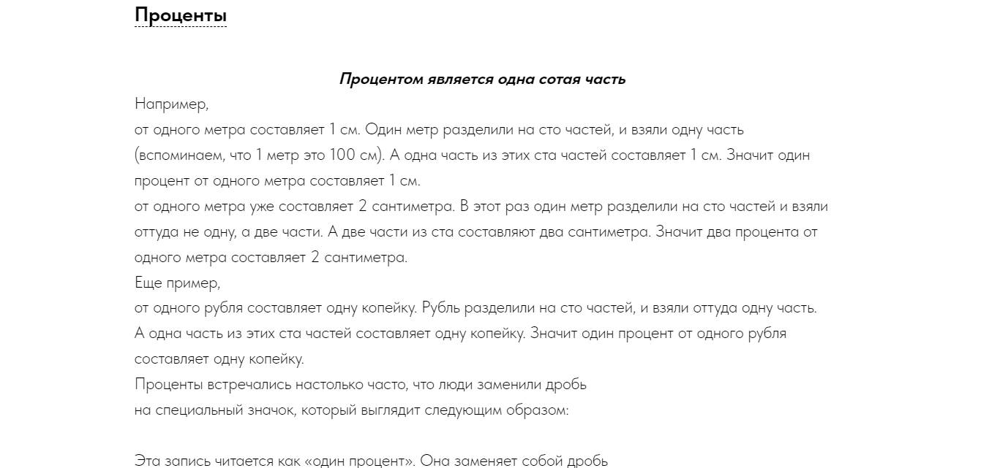 Проценты
Процентом является одна сотая часть
Например,
от одного метра составляет 1 см. Один метр разделили на сто частей, и взяли одну часть
(вспоминаем, что 1 метр это 100 см). А одна часть из этих ста частей составляет 1 см. Значит один
процент от одного метра составляет 1 см.
от одного метра уже составляет 2 сантиметра. В этот раз один метр разделили на сто частей и взяли
оттуда не одну, а две части. А две части из ста составляют два сантиметра. Значит два процента от
одного метра составляет 2 сантиметра.
Еще пример,
от одного рубля составляет одну копейку. Рубль разделили на сто частей, и взяли оттуда одну часть.
А одна часть из этих ста частей составляет одну копейку. Значит один процент от одного рубля
составляет одну копейку.
Проценты встречались настолько часто, что люди заменили дробь
на специальный значок, который выглядит следующим образом:
Эта запись читается как «один процент». Она заменяет собой дробь